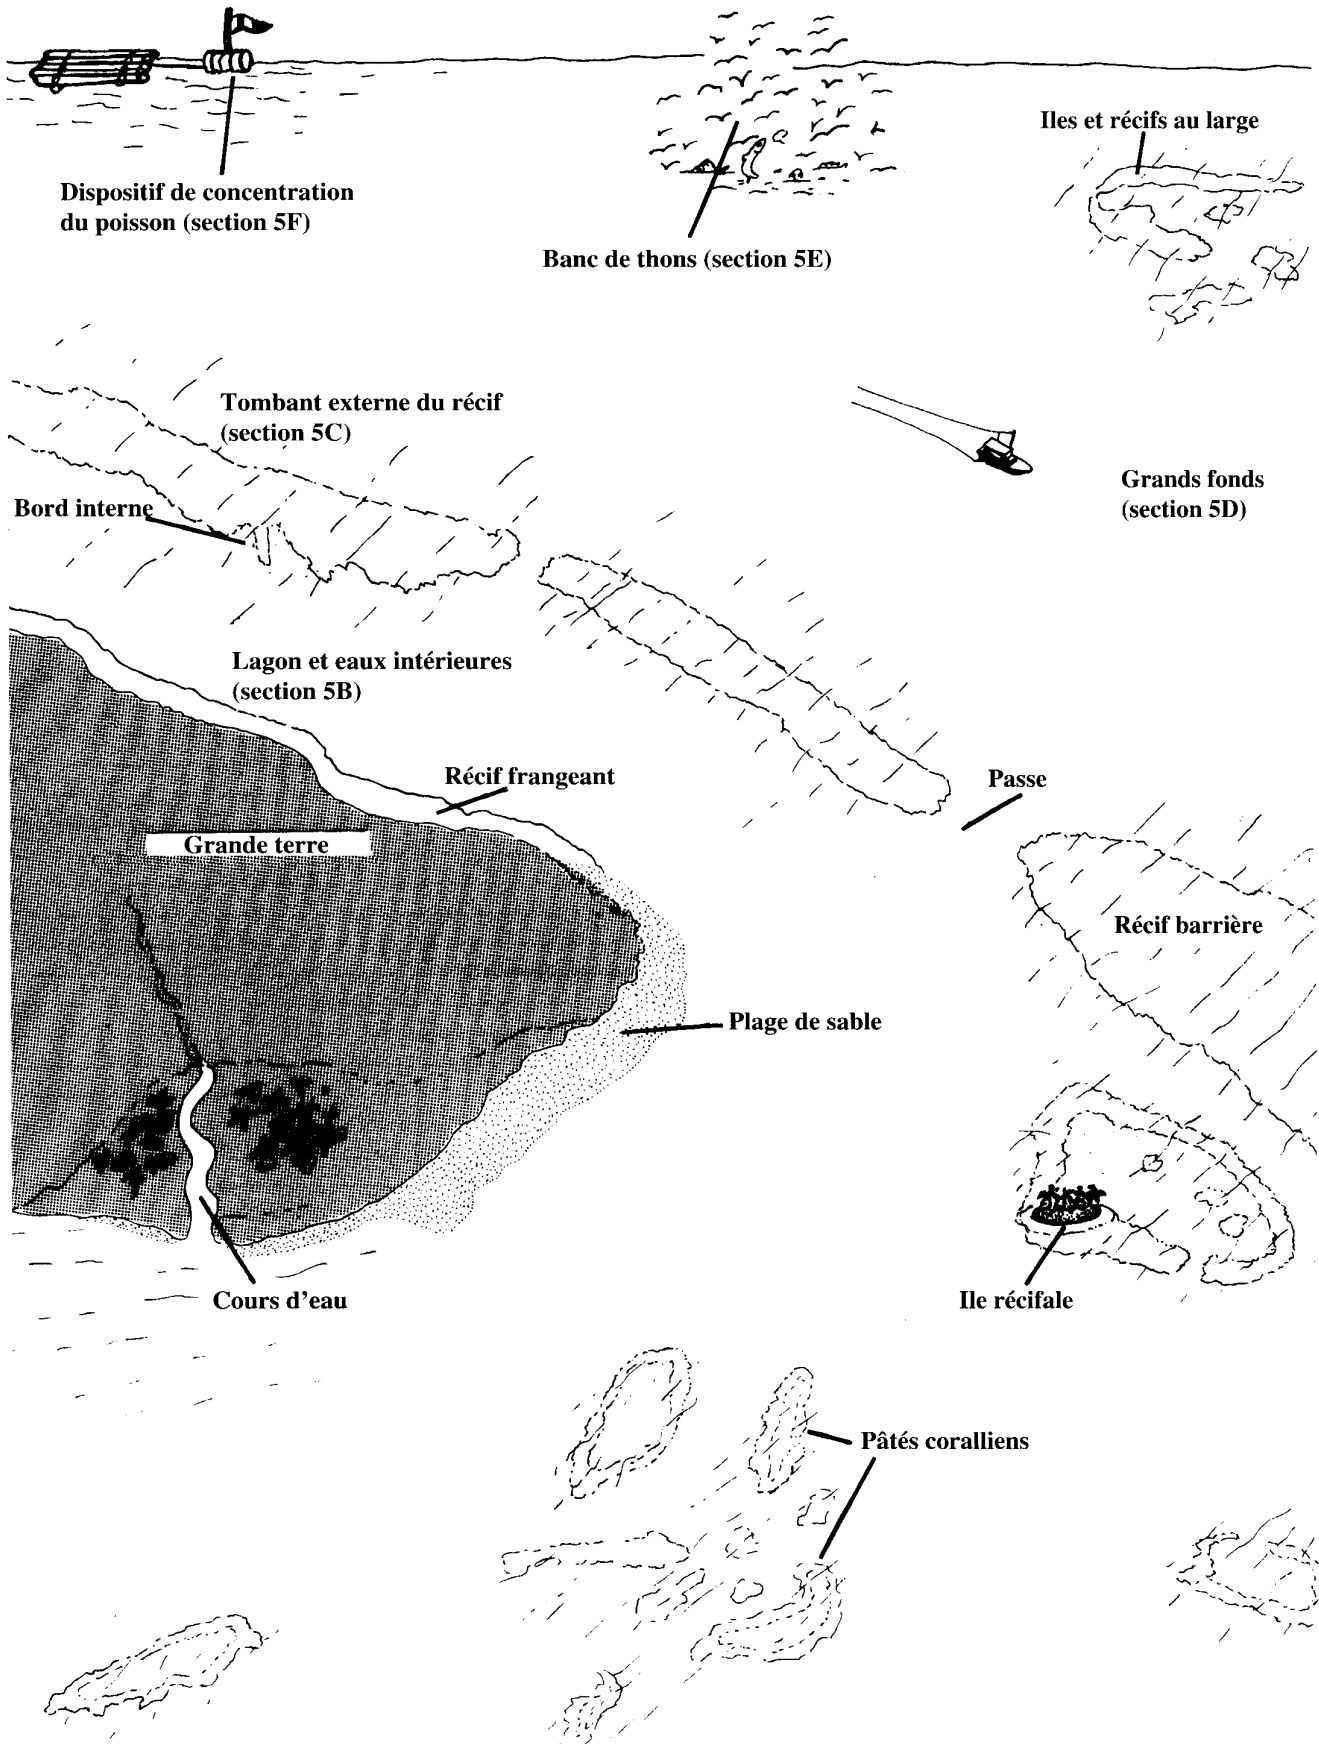 Iles et récifs au large
Dispositif de concentration
du poisson (section 5F)
Banc de thons (section 5E)
Tombant externe du récif
(section 5C)
Grands fonds
(section 5D)
Bord interne
Lagon et eaux intérieures
(section 5B)
Récif frangeant
Passe
Grande terre
Récif barrière
Plage de sable
Cours d'eau
Ile récifale
Pâtés coralliens